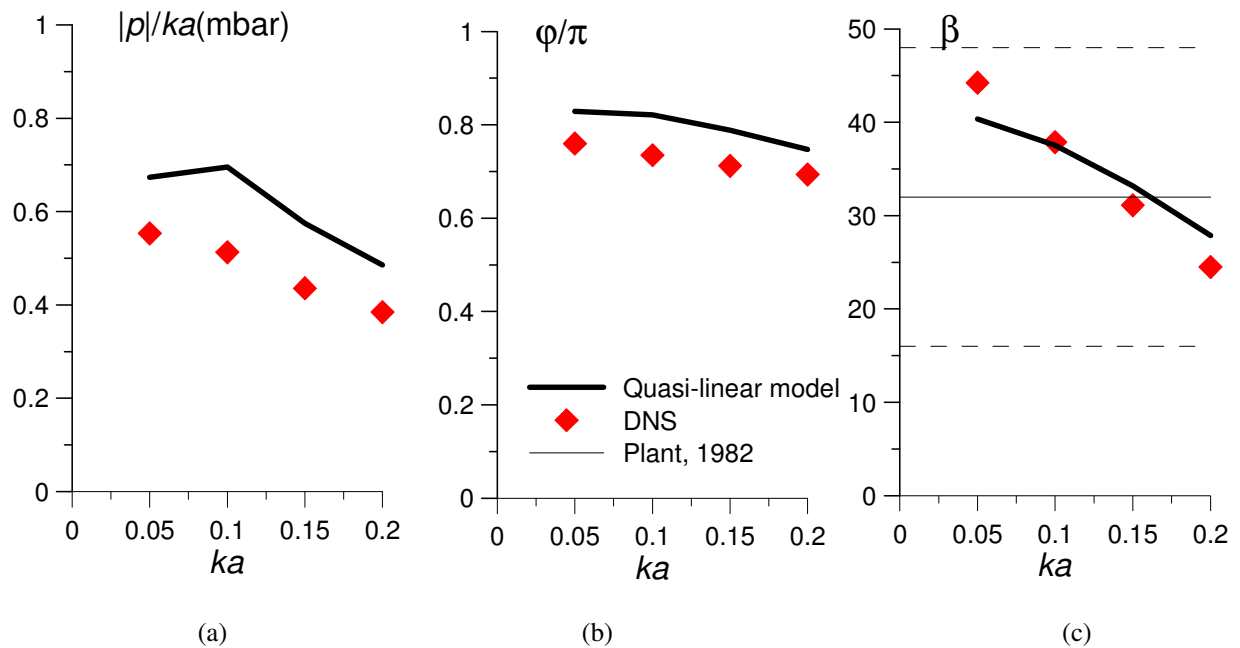 |p|/ka(mbar)
1
0.8
0.6
0.4
0.2
0
0 0.05 0.1 0.15 0.2
ka
(a)
φ/π
1
0.8
0.6
0.4
0.2
0
Quasi-linear model
DNS
Plant, 1982
0 0.05 0.1 0.15 0.2
ka
(b)
β
50
40
30
20
10
0
0 0.05 0.1 0.15 0.2
ka
(c)